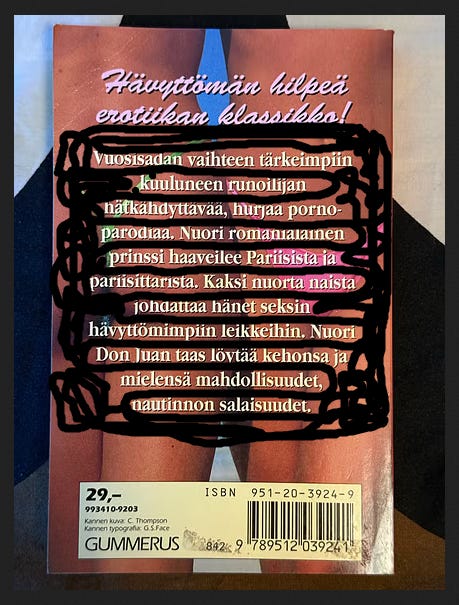 Hävyttömän hilpeä
erotiikan klassikko!
Vuosisadan vaihteen tärkeimpiin
kuuluneen runoilijan
hätkähdyttävää, hurjaa porno-
parodiaa. Nuori romanialainen
prinssi haaveilee Pariisista ja
pariisittarista. Kaksi nuorta naista
johdattaa hänet seksin
hävyttömimpiin leikkeihin. Nuori
Don Juan taas löytää kehonsa ja
mielensä mahdollisuudet,
nautinnon salaisuudet.
29,–
993410-9203
Kannen kuva: C. Thompson
Kannen typografia: G.S.Face
GUMMERUS
ISBN 951-20-3924-9
84.2
9 789512 039241